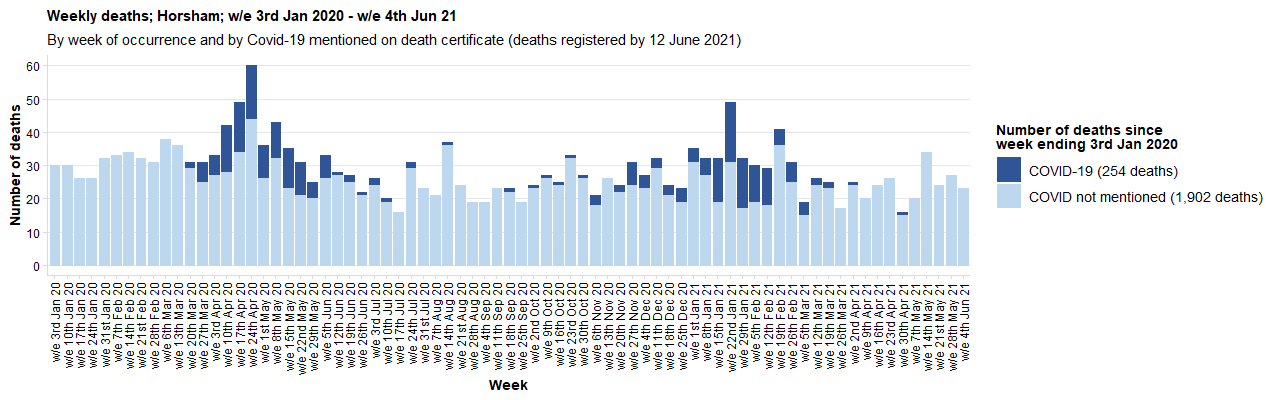 Weekly deaths; Horsham; w/e 3rd Jan 2020 - w/e 4th Jun 21
By week of occurrence and by Covid-19 mentioned on death certificate (deaths registered by 12 June 2021)
Number of deaths
60
50
40
30
20
10
0
w/e 3rd Jan 20
w/e 10th Jan 20
w/e 17th Jan 20
w/e 24th Jan 20
w/e 31st Jan 20
w/e 7th Feb 20
w/e 14th Feb 20
w/e 21st Feb 20
w/e 28th Feb 20
w/e 6th Mar 20
w/e 13th Mar 20
w/e 20th Mar 20
w/e 27th Mar 20
w/e 3rd Apr 20
w/e 10th Apr 20
w/e 17th Apr 20
w/e 24th Apr 20
w/e 1st May 20
w/e 8th May 20
w/e 15th May 20
w/e 22nd May 20
w/e 29th May 20
w/e 5th Jun 20
w/e 12th Jun 20
w/e 19th Jun 20
w/e 26th Jun 20
w/e 3rd Jul 20
w/e 10th Jul 20
w/e 17th Jul 20
w/e 24th Jul 20
w/e 31st Jul 20
w/e 7th Aug 20
w/e 14th Aug 20
w/e 21st Aug 20
w/e 28th Aug 20
w/e 4th Sep 20
w/e 11th Sep 20
w/e 18th Sep 20
w/e 25th Sep 20
w/e 2nd Oct 20
w/e 9th Oct 20
w/e 16th Oct 20
w/e 23rd Oct 20
w/e 30th Oct 20
w/e 6th Nov 20
w/e 13th Nov 20
w/e 20th Nov 20
w/e 27th Nov 20
w/e 4th Dec 20
w/e 11th Dec 20
w/e 18th Dec 20
w/e 25th Dec 20
w/e 1st Jan 21
w/e 8th Jan 21
w/e 15th Jan 21
w/e 22nd Jan 21
w/e 29th Jan 21
w/e 5th Feb 21
w/e 12th Feb 21
w/e 19th Feb 21
w/e 26th Feb 21
w/e 5th Mar 21
w/e 12th Mar 21
w/e 19th Mar 21
w/e 26th Mar 21
w/e 2nd Apr 21
w/e 9th Apr 21
w/e 16th Apr 21
w/e 23rd Apr 21
w/e 30th Apr 21
w/e 7th May 21
w/e 14th May 21
w/e 21st May 21
w/e 28th May 21
w/e 4th Jun 21
Week
Number of deaths since
week ending 3rd Jan 2020
COVID-19 (254 deaths)
COVID not mentioned (1,902 deaths)